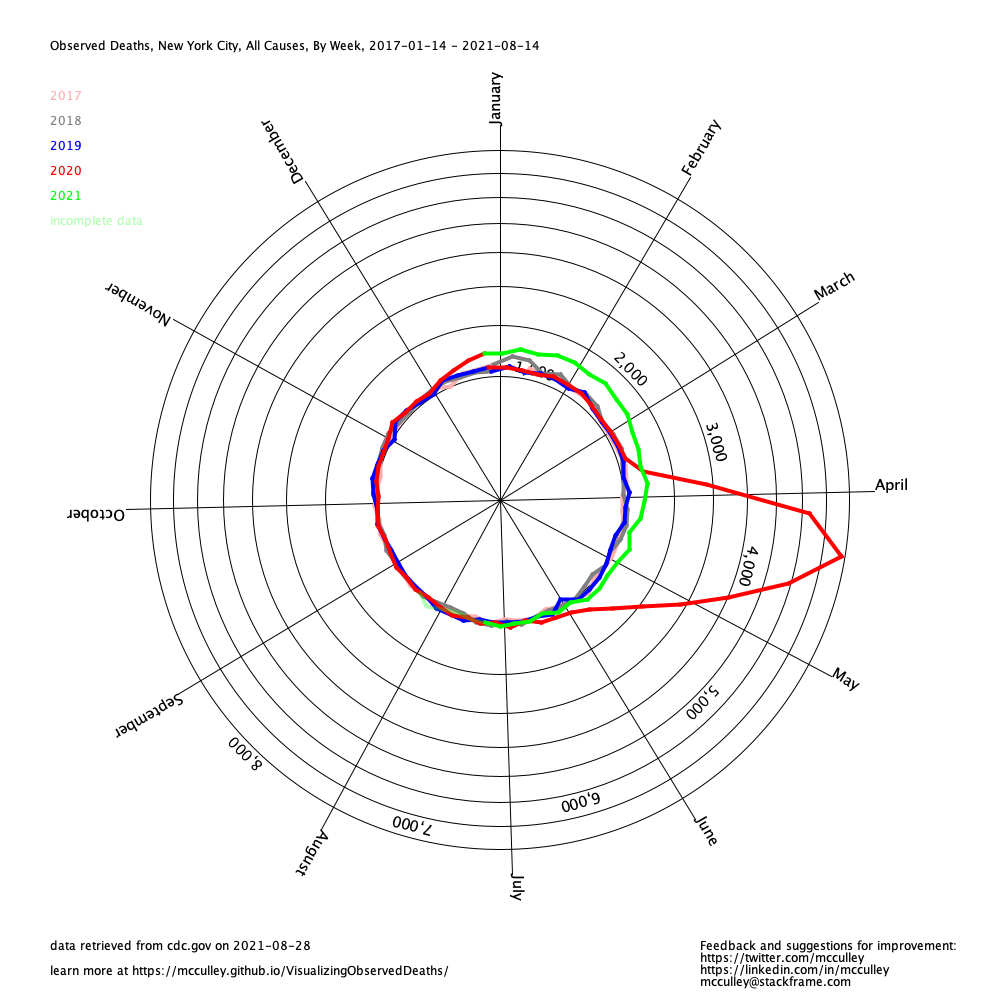 Observed Deaths, New York City, All Causes, By Week, 2017-01-14 - 2021-08-14
2017
2018
2019
2020
2021
incomplete data
January
February
March
April
May
June
July
August
September
October
November
December
2,000
3,000
4,000
5,000
6,000
7,000
8,000
data retrieved from cdc.gov on 2021-08-28
learn more at https://mcculley.github.io/VisualizingObservedDeaths/
Feedback and suggestions for improvement:
https://twitter.com/mcculley
https://linkedin.com/in/mcculley
mcculley@stackframe.com